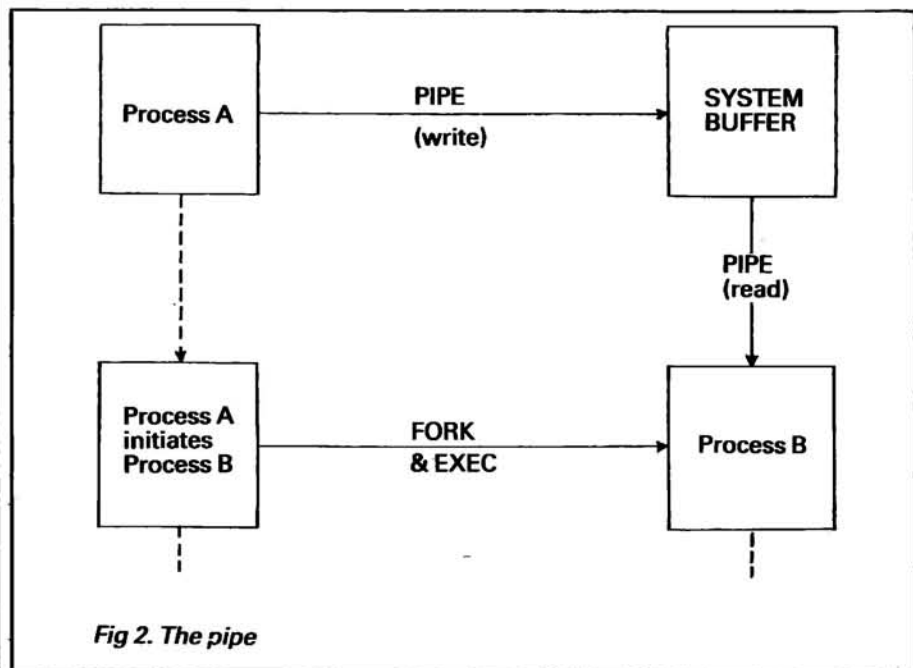 Process A
PIPE
(write)
SYSTEM
BUFFER
PIPE
(read)
Process A
initiates
Process B
FORK
& EXEC
Process B
Fig 2. The pipe